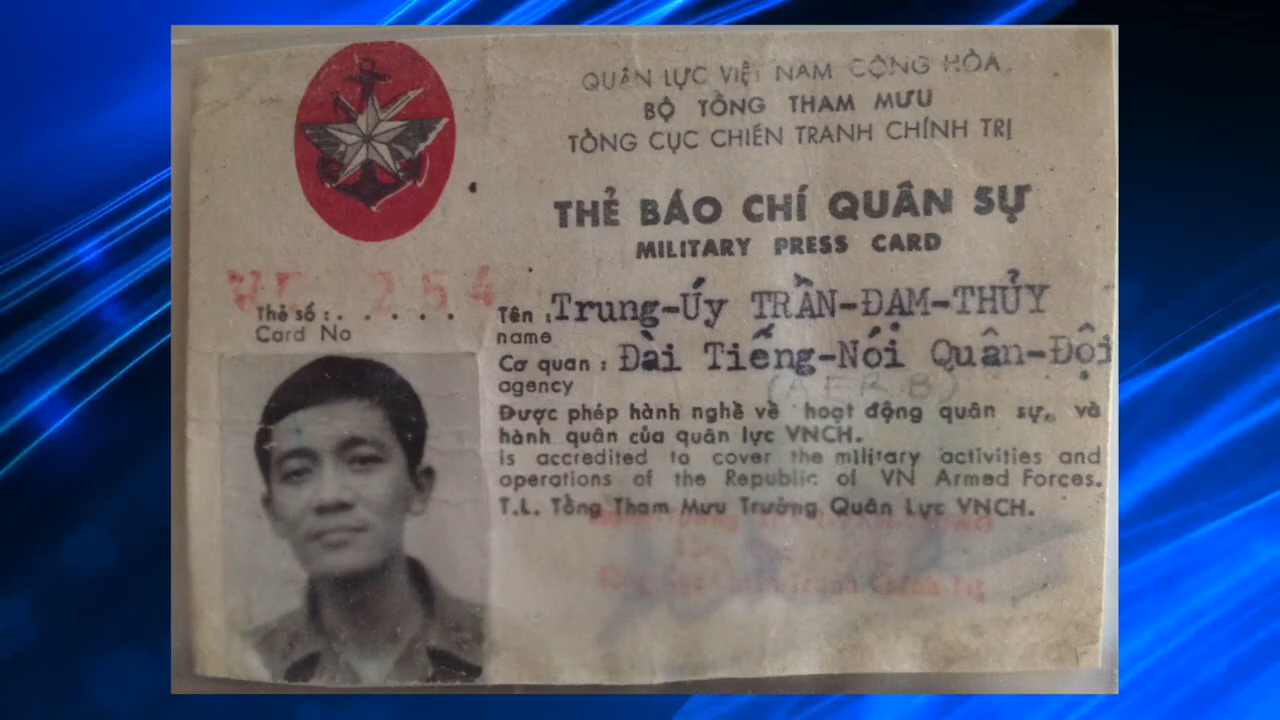 QUÂN LỰC VIỆT NAM CỘNG HÒA
BỘ TỔNG THAM MƯU
TỔNG CỤC CHIẾN TRANH CHÍNH TRỊ
THẺ BÁO CHÍ QUÂN SỰ
MILITARY PRESS CARD
254
Thẻ số : . . . . .
Card No
Tên : Trung-Úy TRẦN-ĐAM-THỦY
name
Cơ quan : Đài Tiếng-Nói Quân-Đội
agency
Được phép hành nghề về hoạt động quân sự, và
hành quân của quân lực VNCH.
is accredited to cover the military activities and
operations of the Republic of VN Armed Forces.
T.L. Tổng Tham Mưu Trưởng Quân Lực VNCH.